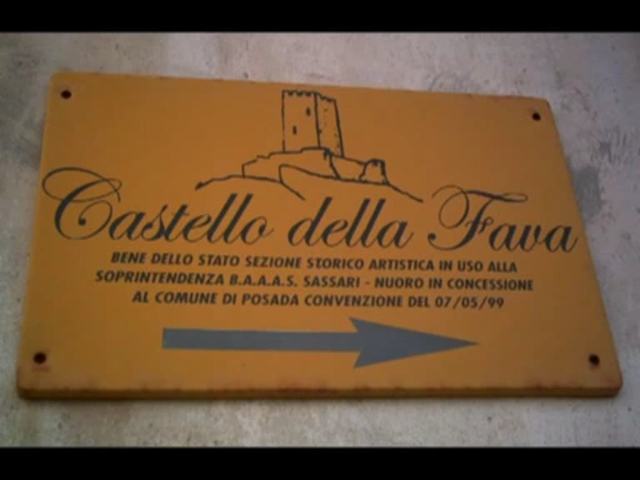 Castello della Fava
BENE DELLO STATO SEZIONE STORICO ARTISTICA IN USO ALLA
SOPRINTENDENZA B.A.A.A.S. SASSARI - NUORO IN CONCESSIONE
AL COMUNE DI POSADA CONVENZIONE DEL 07/05/99